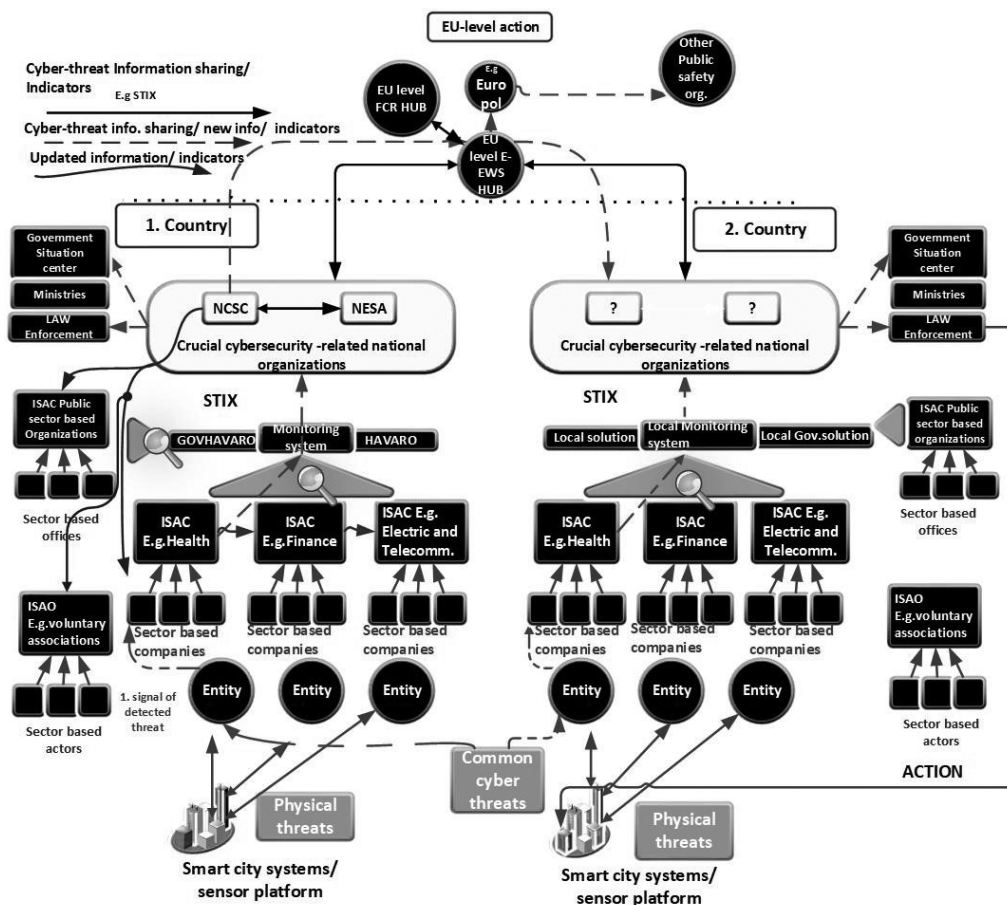 EU-level action
Cyber-threat Information sharing/
Indicators
E.g STIX
Cyber-threat info. sharing/ new info/ indicators
Updated information/ indicators
EU level
FCR HUB
E.g
Euro
pol
Other
Public
safety
org.
EU
level E-
EWS
HUB
1. Country
2. Country
Government
Situation
center
Ministries
LAW
Enforcement
NCSC
NESA
Crucial cybersecurity -related national
organizations
?
?
Crucial cybersecurity -related national
organizations
Government
Situation
center
Ministries
LAW
Enforcement
STIX
STIX
ISAC Public
sector based
Organizations
Sector based
offices
GOVHAVARO
Monitoring
system
HAVARO
Local solution
Local Monitoring
system
Local Gov.solution
ISAC Public
sector based
organizations
Sector based
offices
ISAC
E.g.Health
ISAC
E.g.Finance
ISAC E.g.
Electric and
Telecomm.
ISAC
E.g.Health
ISAC
E.g.Finance
ISAC E.g.
Electric and
Telecomm.
Sector based
companies
Sector based
companies
Sector based
companies
Sector based
companies
Sector based
companies
Sector based
companies
ISAO
E.g.voluntary
associations
Sector based
actors
ISAO
E.g.voluntary
associations
Sector based
actors
1. signal of
detected
threat
Entity
Entity
Entity
Entity
Entity
Entity
Common
cyber
threats
Physical
threats
Physical
threats
ACTION
Smart city systems/
sensor platform
Smart city systems/
sensor platform